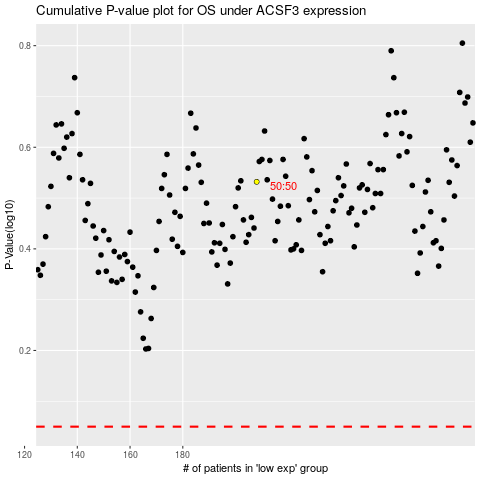 Cumulative P-value plot for OS under ACSF3 expression
P-Value(log10)
0.8
0.6
0.4
0.2
50:50
120 140 160 180
# of patients in 'low exp' group